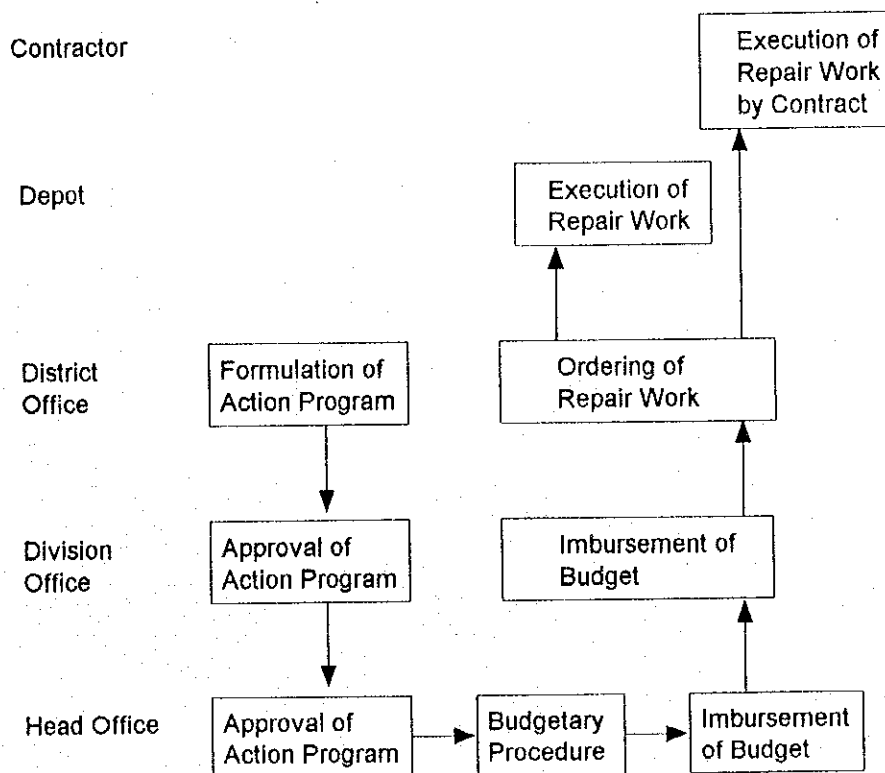 Contractor
Execution of
Repair Work
by Contract
Depot
Execution of
Repair Work
District
Office
Formulation of
Action Program
Ordering of
Repair Work
Division
Office
Approval of
Action Program
Imbursement of
Budget
Head Office
Approval of
Action Program
Budgetary
Procedure
Imbursement
of Budget